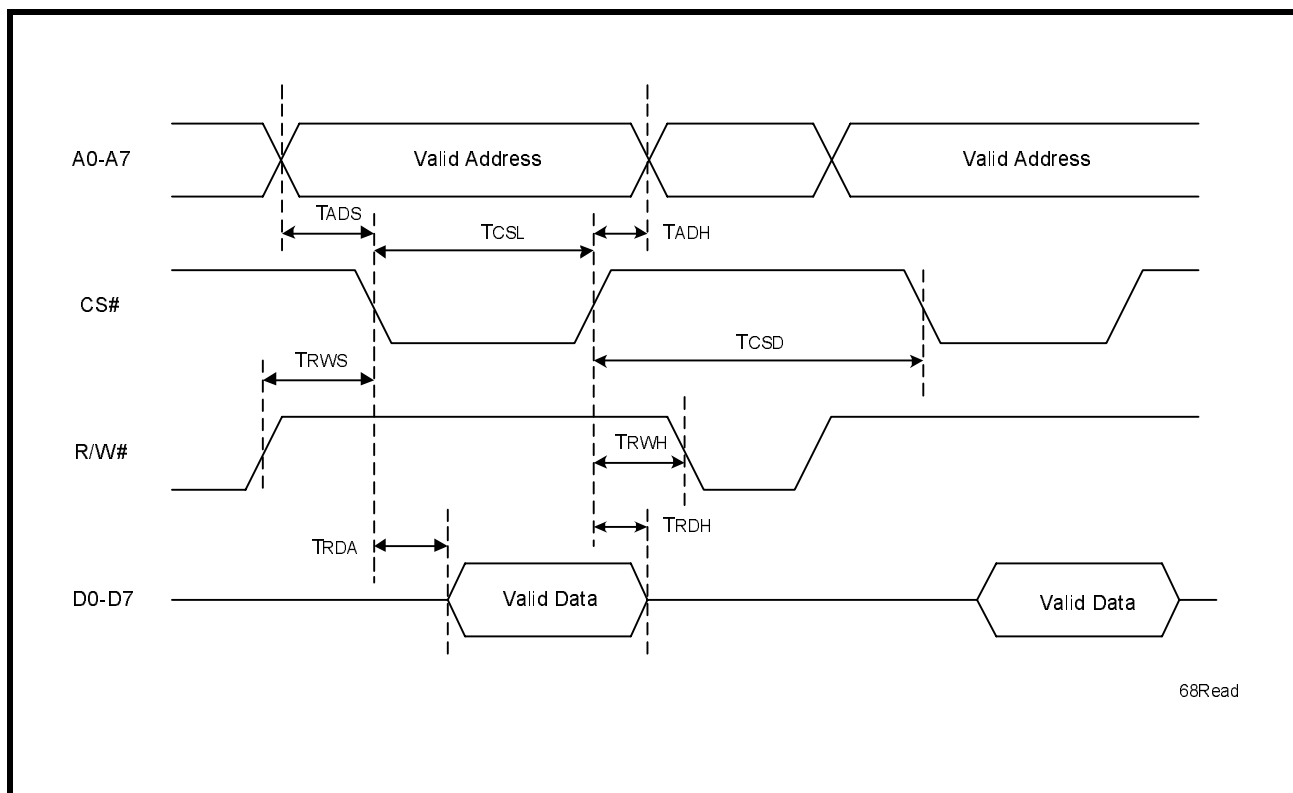 A0-A7
Valid Address
Valid Address
TADS
TCSL
TADH
CS#
TCSD
TRWS
R/W#
TRWH
TRDA
TRDH
D0-D7
Valid Data
Valid Data
68Read